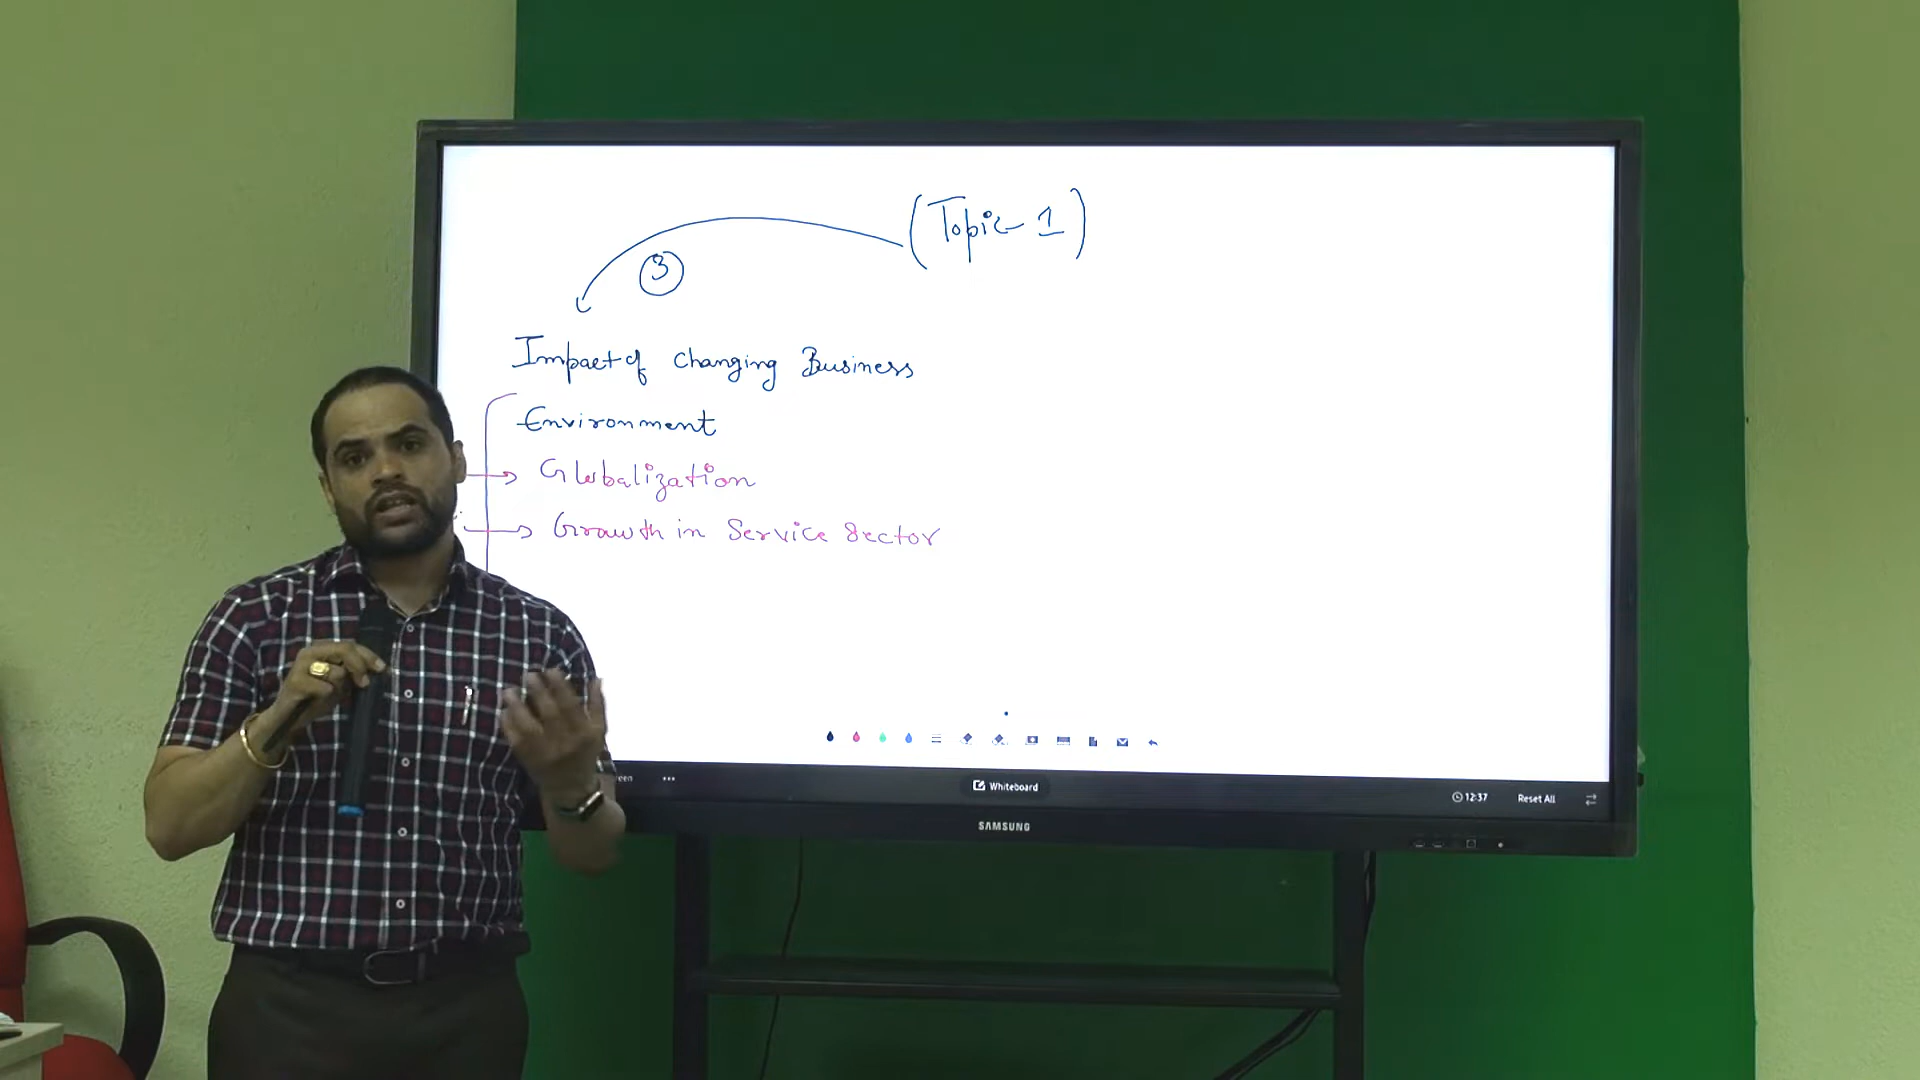 (Topic 1)
3
Impact of changing Business
Environment
Globalization
Growth in Service Sector
een
Whiteboard
12:37
Reset All
SAMSUNG